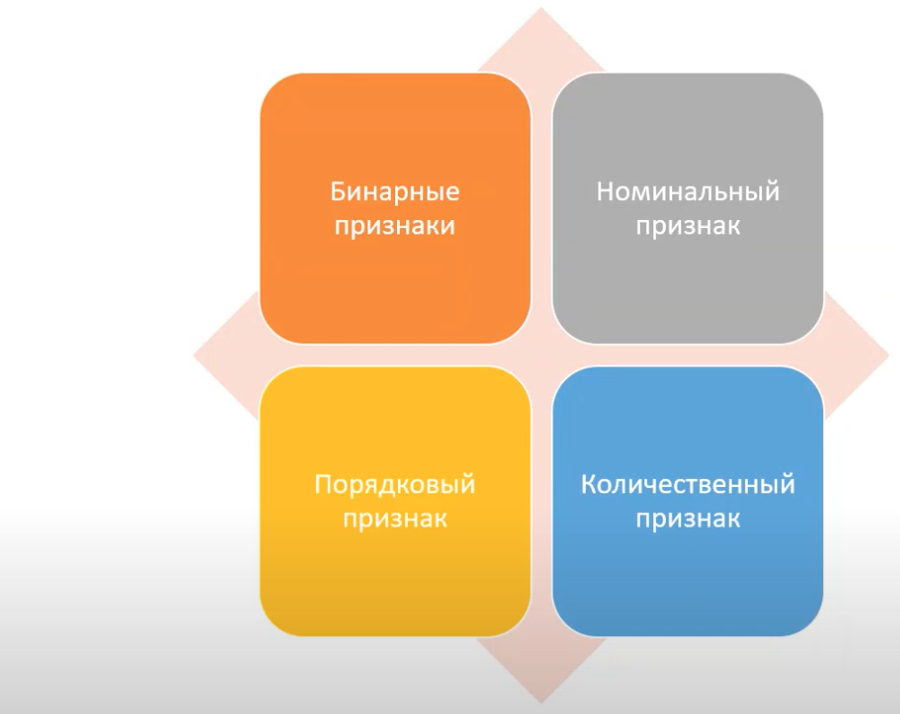 Бинарные
признаки
Номинальный
признак
Порядковый
признак
Количественный
признак